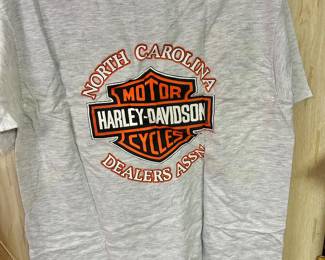 NORTH CAROLINA
MOTOR
HARLEY-DAVIDSON
CYCLES
DEALERS ASSN.